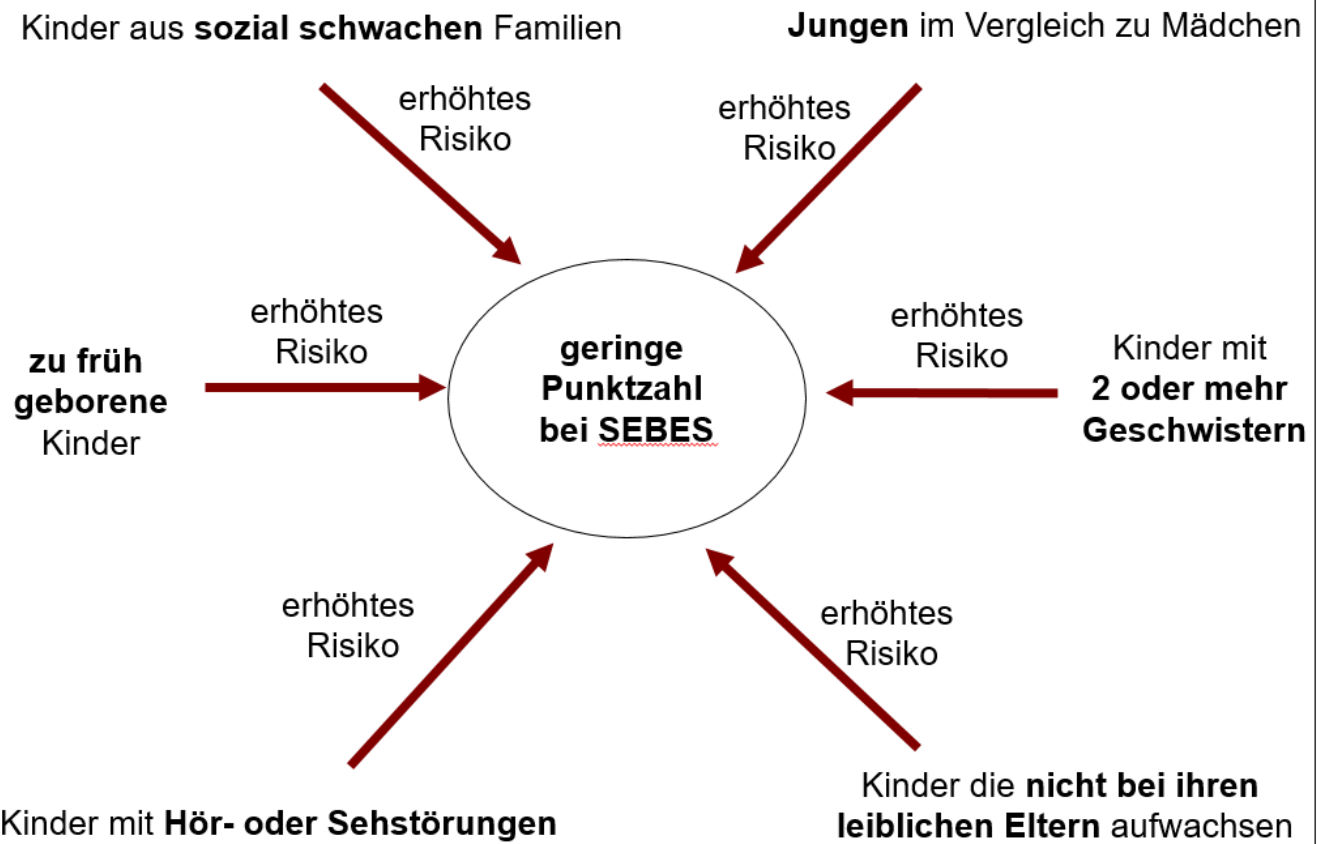 Kinder aus sozial schwachen Familien
Jungen im Vergleich zu Mädchen
erhöhtes
Risiko
erhöhtes
Risiko
zu früh
geborene
Kinder
erhöhtes
Risiko
geringe
Punktzahl
bei SEBES
erhöhtes
Risiko
Kinder mit
2 oder mehr
Geschwistern
erhöhtes
Risiko
erhöhtes
Risiko
Kinder mit Hör- oder Sehstörungen
Kinder die nicht bei ihren
leiblichen Eltern aufwachsen